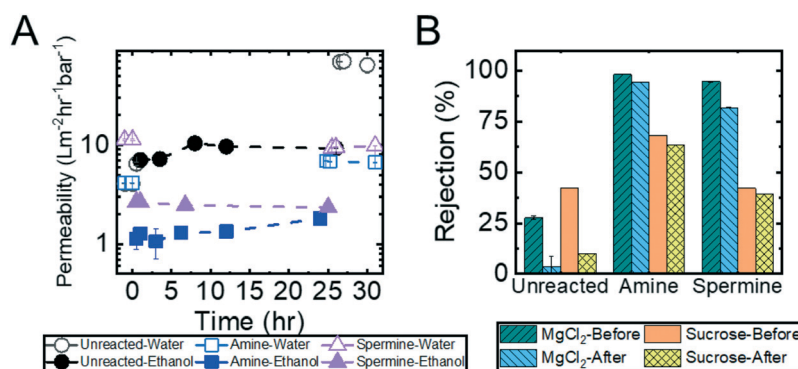 A
Permeability (Lm⁻²hr⁻¹bar⁻¹)
10
1
0 5 10 15 20 25 30
Time (hr)
Unreacted-Water Amine-Water Spermine-Water
Unreacted-Ethanol Amine-Ethanol Spermine-Ethanol
B
Rejection (%)
100
75
50
25
0
Unreacted Amine Spermine
MgCl₂-Before Sucrose-Before
MgCl₂-After Sucrose-After